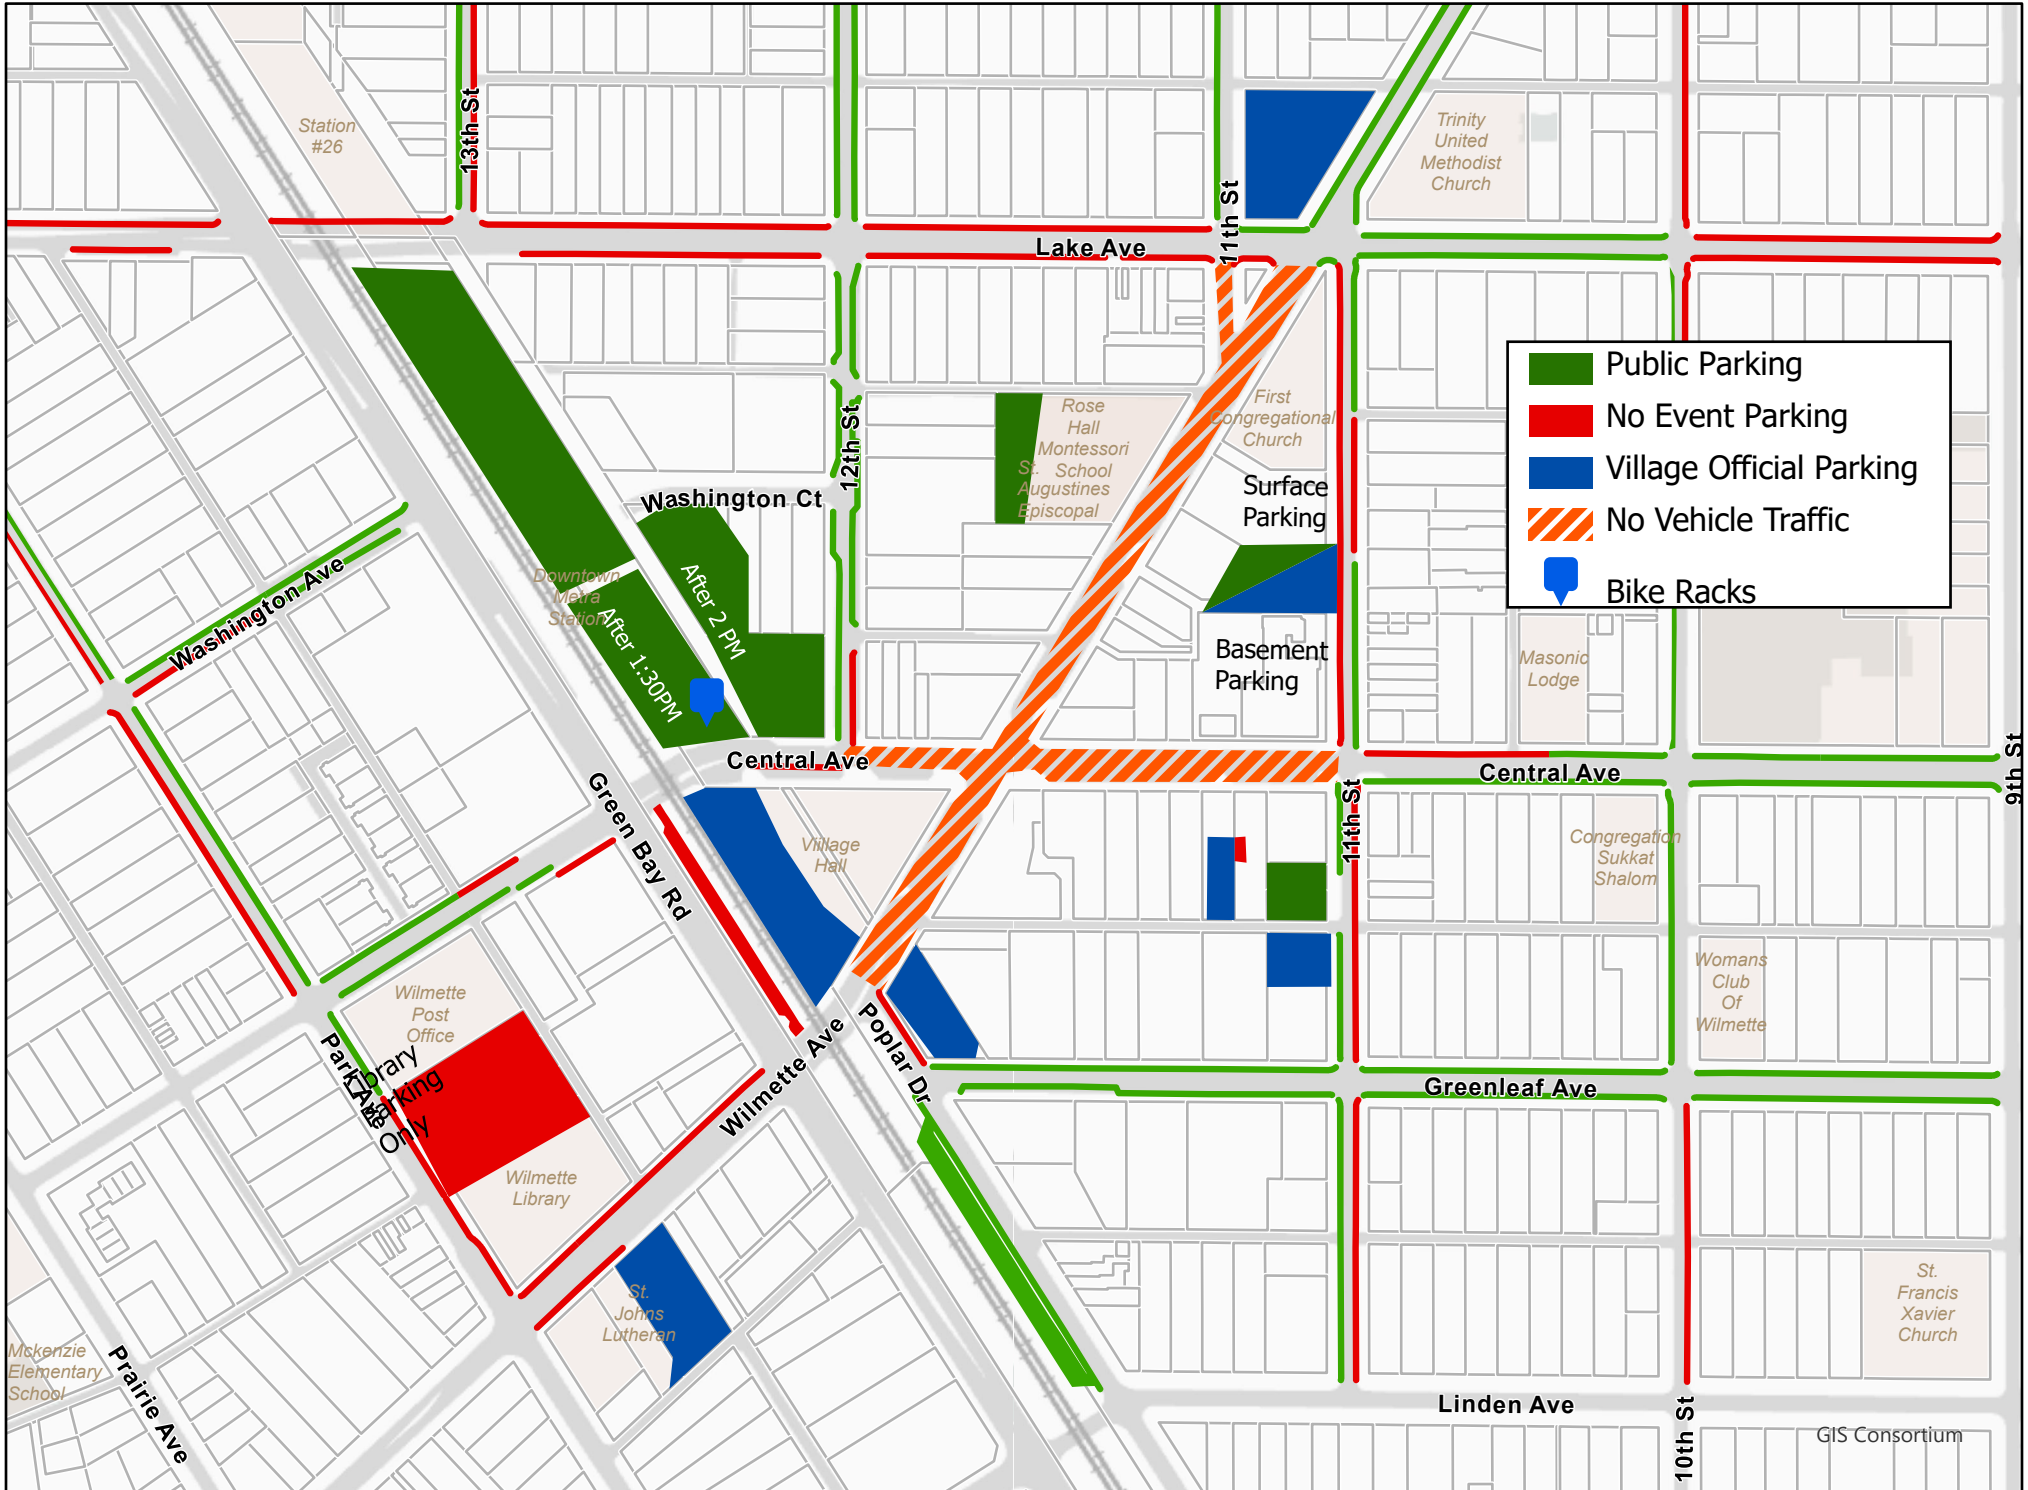 Station
#26
13th St
Trinity
United
Methodist
Church
11th St
Lake Ave
Public Parking
No Event Parking
Village Official Parking
No Vehicle Traffic
Bike Racks
12th St
Rose
Hall
Montessori
School
St.
Augustines
Episcopal
First
Congregational
Church
Surface
Parking
Washington Ct
Washington Ave
Downtown
Metra
Station
After 2 PM
After 1:30PM
Basement
Parking
Masonic
Lodge
Central Ave
Central Ave
9th St
Green Bay Rd
Viillage
Hall
11th St
Congregation
Sukkat
Shalom
Womans
Club
Of
Wilmette
Wilmette
Post
Office
Park Ave
Library
Parking
Only
Wilmette Ave
Poplar Dr
Greenleaf Ave
Wilmette
Library
St.
Johns
Lutheran
St.
Francis
Xavier
Church
Mckenzie
Elementary
School
Prairie Ave
Linden Ave
10th St
GIS Consortium